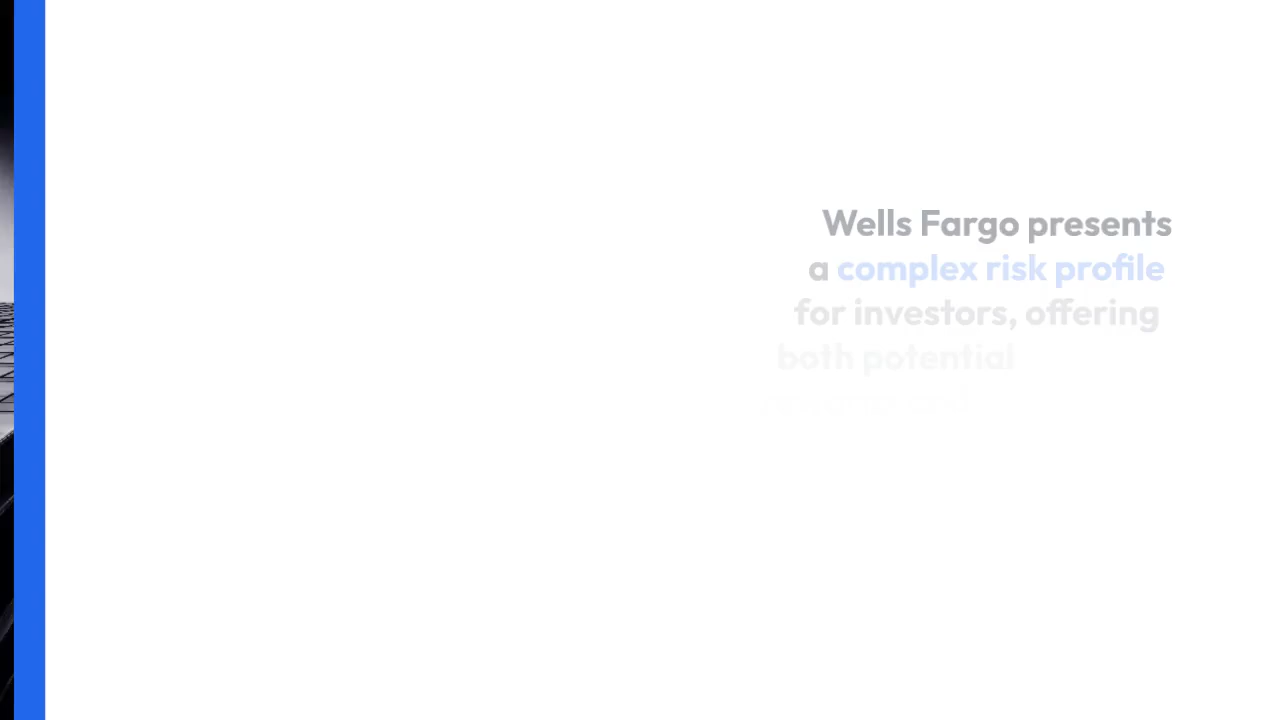 Wells Fargo presents
a complex risk profile
for investors, offering
both potential